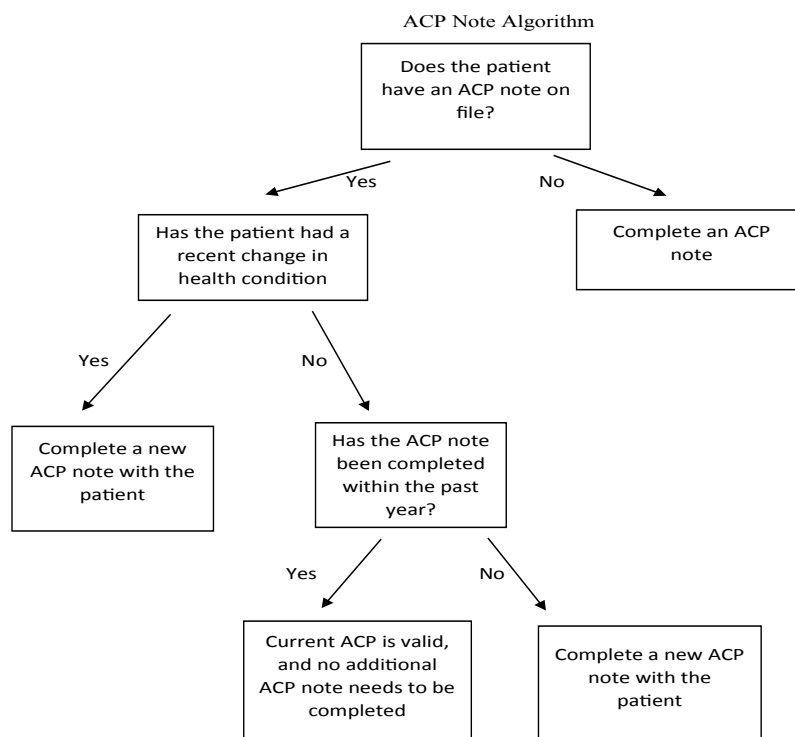 ACP Note Algorithm
Does the patient
have an ACP note on
file?
Yes
No
Has the patient had a
recent change in
health condition
Complete an ACP
note
Yes
No
Complete a new
ACP note with the
patient
Has the ACP note
been completed
within the past
year?
Yes
No
Current ACP is valid,
and no additional
ACP note needs to be
completed
Complete a new ACP
note with the
patient